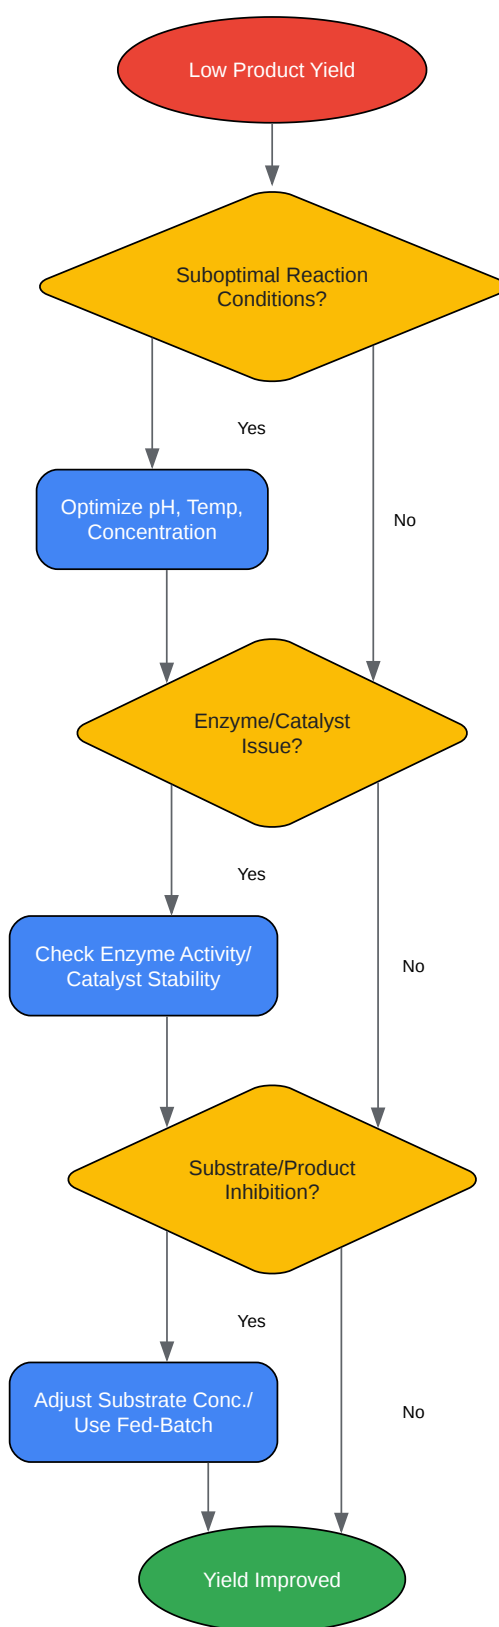 Low Product Yield
Suboptimal Reaction
Conditions?
Yes
Optimize pH, Temp,
Concentration
No
Enzyme/Catalyst
Issue?
Yes
Check Enzyme Activity/
Catalyst Stability
No
Substrate/Product
Inhibition?
Yes
Adjust Substrate Conc./
Use Fed-Batch
No
Yield Improved